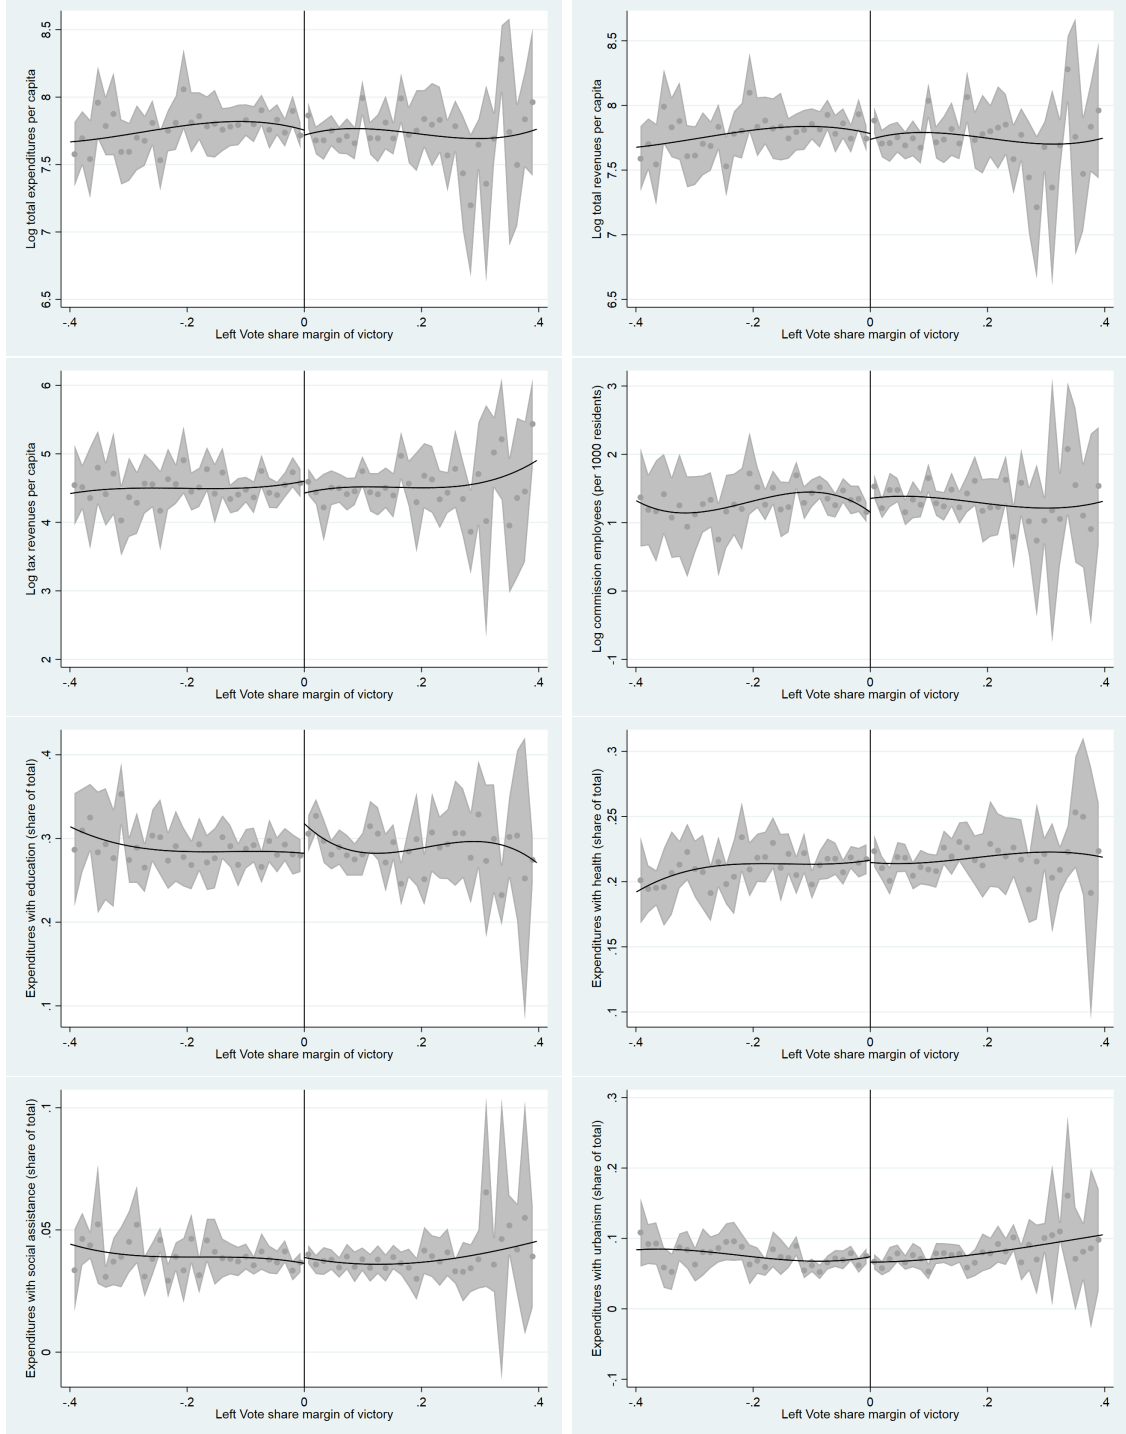 Log total expenditures per capita
8.5
8
7.5
7
6.5
-.4 -.2 0 .2 .4
Left Vote share margin of victory
Log total revenues per capita
8.5
8
7.5
7
6.5
-.4 -.2 0 .2 .4
Left Vote share margin of victory
Log tax revenues per capita
6
5
4
3
2
-.4 -.2 0 .2 .4
Left Vote share margin of victory
Log commission employees (per 1000 residents)
3
2
1
0
-1
-.4 -.2 0 .2 .4
Left Vote share margin of victory
Expenditures with education (share of total)
.4
.3
.2
.1
-.4 -.2 0 .2 .4
Left Vote share margin of victory
Expenditures with health (share of total)
.3
.25
.2
.15
.1
-.4 -.2 0 .2 .4
Left Vote share margin of victory
Expenditures with social assistance (share of total)
.1
.05
0
-.4 -.2 0 .2 .4
Left Vote share margin of victory
Expenditures with urbanism (share of total)
.3
.2
.1
0
-.1
-.4 -.2 0 .2 .4
Left Vote share margin of victory